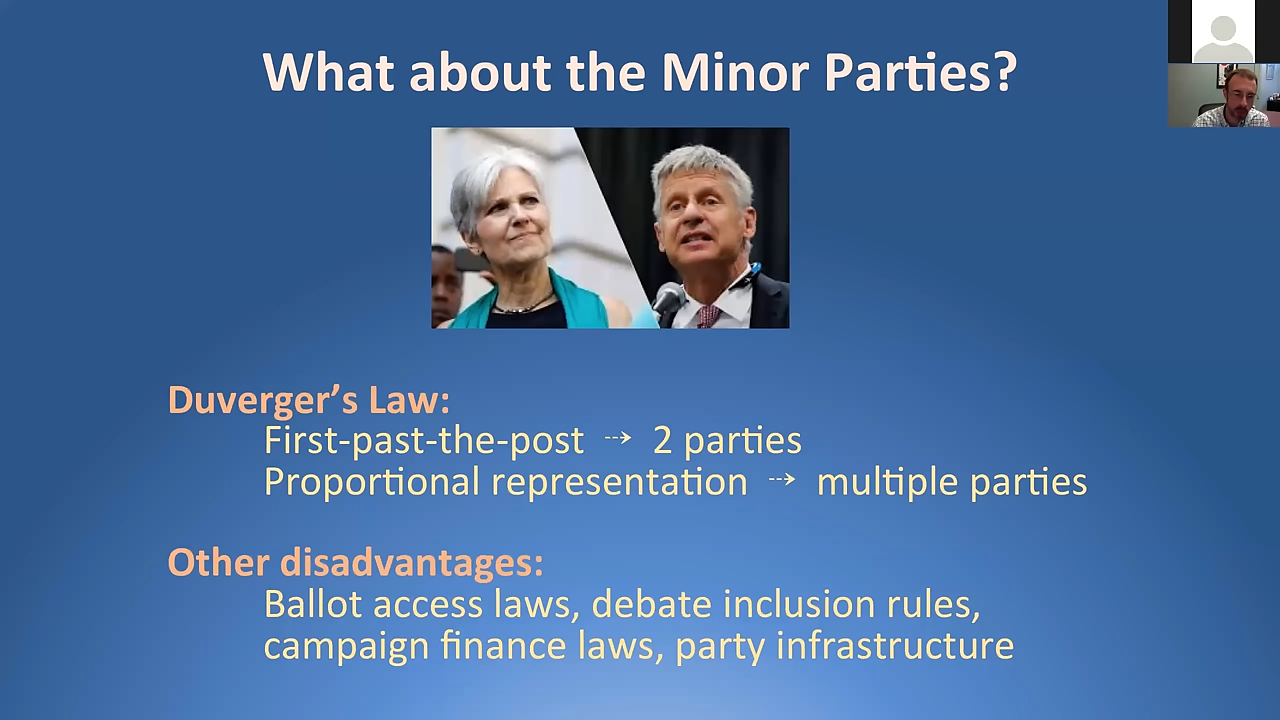 What about the Minor Parties?
Duverger’s Law:
First-past-the-post ⇢ 2 parties
Proportional representation ⇢ multiple parties
Other disadvantages:
Ballot access laws, debate inclusion rules,
campaign finance laws, party infrastructure